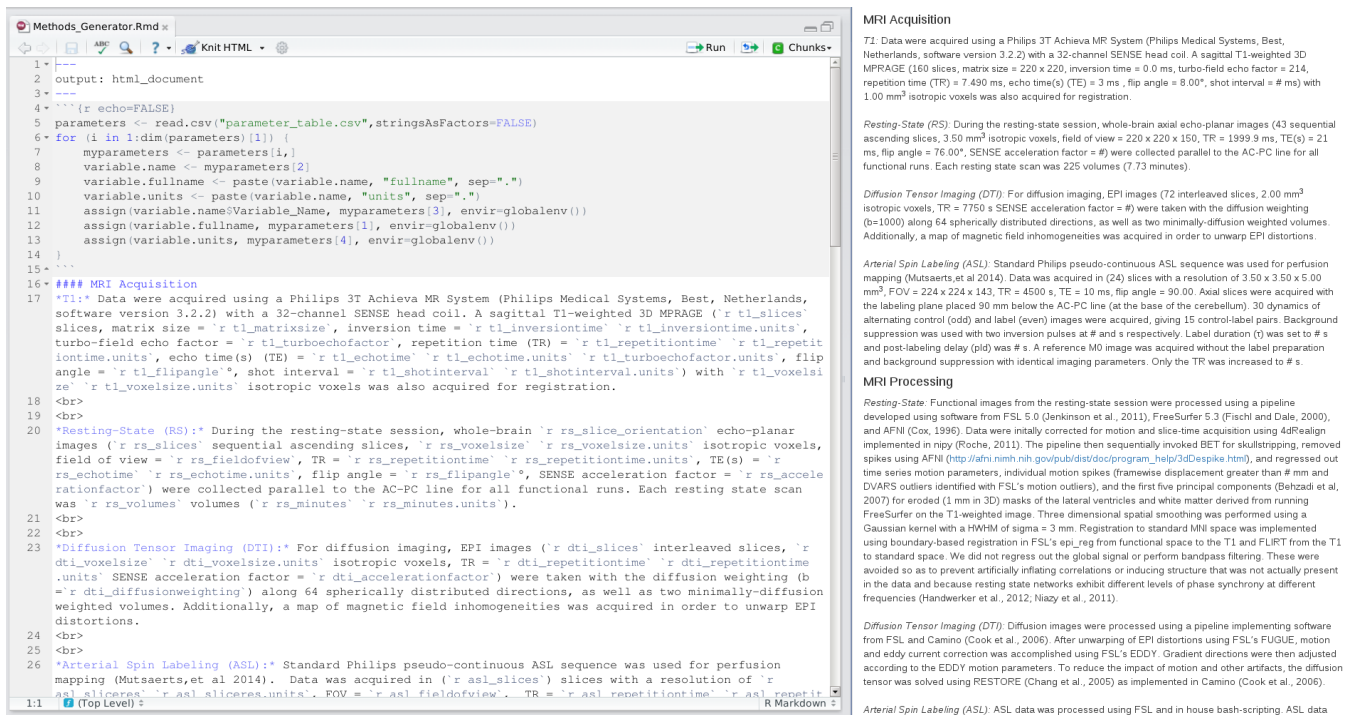 Methods_Generator.Rmd
ABC
?
Knit HTML
Run
Chunks
1 ---
2 output: html_document
3 ---
4 ```{r echo=FALSE}
5 parameters <- read.csv("parameter_table.csv",stringsAsFactors=FALSE)
6 for (i in 1:dim(parameters)[1]) {
7 myparameters <- parameters[i,]
8 variable.name <- myparameters[2]
9 variable.fullname <- paste(variable.name, "fullname", sep=".")
10 variable.units <- paste(variable.name, "units", sep=".")
11 assign(variable.name$Variable_Name, myparameters[3], envir=globalenv())
12 assign(variable.fullname, myparameters[1], envir=globalenv())
13 assign(variable.units, myparameters[4], envir=globalenv())
14 }
15 ```
16 #### MRI Acquisition
17 *T1:* Data were acquired using a Philips 3T Achieva MR System (Philips Medical Systems, Best, Netherlands,
software version 3.2.2) with a 32-channel SENSE head coil. A sagittal T1-weighted 3D MPRAGE (`r t1_slices`
slices, matrix size = `r t1_matrixsize`, inversion time = `r t1_inversiontime` `r t1_inversiontime.units`,
turbo-field echo factor = `r t1_turboechofactor`, repetition time (TR) = `r t1_repetitiontime` `r t1_repetit
iontime.units`, echo time(s) (TE) = `r t1_echotime` `r t1_echotime.units` `r t1_turboechofactor.units`, flip
angle = `r t1_flipangle`°, shot interval = `r t1_shotinterval` `r t1_shotinterval.units`) with `r t1_voxelsi
ze` `r t1_voxelsize.units` isotropic voxels was also acquired for registration.
18 <br>
19 <br>
20 *Resting-State (RS):* During the resting-state session, whole-brain `r rs_slice_orientation` echo-planar
images (`r rs_slices` sequential ascending slices, `r rs_voxelsize` `r rs_voxelsize.units` isotropic voxels,
field of view = `r rs_fieldofview`, TR = `r rs_repetitiontime` `r rs_repetitiontime.units`, TE(s) = `r
rs_echotime` `r rs_echotime.units`, flip angle = `r rs_flipangle`°, SENSE acceleration factor = `r rs_accele
rationfactor`) were collected parallel to the AC-PC line for all functional runs. Each resting state scan
was `r rs_volumes` volumes (`r rs_minutes` `r rs_minutes.units`).
21 <br>
22 <br>
23 *Diffusion Tensor Imaging (DTI):* For diffusion imaging, EPI images (`r dti_slices` interleaved slices, `r
dti_voxelsize` `r dti_voxelsize.units` isotropic voxels, TR = `r dti_repetitiontime` `r dti_repetitiontime
.units` SENSE acceleration factor = `r dti_accelerationfactor`) were taken with the diffusion weighting (b
=`r dti_diffusionweighting`) along 64 spherically distributed directions, as well as two minimally-diffusion
weighted volumes. Additionally, a map of magnetic field inhomogeneities was acquired in order to unwarp EPI
distortions.
24 <br>
25 <br>
26 *Arterial Spin Labeling (ASL):* Standard Philips pseudo-continuous ASL sequence was used for perfusion
mapping (Mutsaerts,et al 2014). Data was acquired in (`r asl_slices`) slices with a resolution of `r
asl_sliceres` `r asl_sliceres.units`, FOV = `r asl_fieldofview`, TR = `r asl_repetitiontime` `r asl_repetit
1:1 (Top Level) R Markdown
MRI Acquisition
T1: Data were acquired using a Philips 3T Achieva MR System (Philips Medical Systems, Best,
Netherlands, software version 3.2.2) with a 32-channel SENSE head coil. A sagittal T1-weighted 3D
MPRAGE (160 slices, matrix size = 220 x 220, inversion time = 0.0 ms, turbo-field echo factor = 214,
repetition time (TR) = 7.490 ms, echo time(s) (TE) = 3 ms , flip angle = 8.00°, shot interval = # ms) with
1.00 mm³ isotropic voxels was also acquired for registration.
Resting-State (RS): During the resting-state session, whole-brain axial echo-planar images (43 sequential
ascending slices, 3.50 mm³ isotropic voxels, field of view = 220 x 220 x 150, TR = 1999.9 ms, TE(s) = 21
ms, flip angle = 76.00°, SENSE acceleration factor = #) were collected parallel to the AC-PC line for all
functional runs. Each resting state scan was 225 volumes (7.73 minutes).
Diffusion Tensor Imaging (DTI): For diffusion imaging, EPI images (72 interleaved slices, 2.00 mm³
isotropic voxels, TR = 7750 s SENSE acceleration factor = #) were taken with the diffusion weighting
(b=1000) along 64 spherically distributed directions, as well as two minimally-diffusion weighted volumes.
Additionally, a map of magnetic field inhomogeneities was acquired in order to unwarp EPI distortions.
Arterial Spin Labeling (ASL): Standard Philips pseudo-continuous ASL sequence was used for perfusion
mapping (Mutsaerts,et al 2014). Data was acquired in (24) slices with a resolution of 3.50 x 3.50 x 5.00
mm³, FOV = 224 x 224 x 143, TR = 4500 s, TE = 10 ms, flip angle = 90.00. Axial slices were acquired with
the labeling plane placed 90 mm below the AC-PC line (at the base of the cerebellum). 30 dynamics of
alternating control (odd) and label (even) images were acquired, giving 15 control-label pairs. Background
suppression was used with two inversion pulses at # and s respectively. Label duration (τ) was set to # s
and post-labeling delay (pld) was # s. A reference M0 image was acquired without the label preparation
and background suppression with identical imaging parameters. Only the TR was increased to # s.
MRI Processing
Resting-State: Functional images from the resting-state session were processed using a pipeline
developed using software from FSL 5.0 (Jenkinson et al., 2011), FreeSurfer 5.3 (Fischl and Dale, 2000),
and AFNI (Cox, 1996). Data were initally corrected for motion and slice-time acquisition using 4dRealign
implemented in nipy (Roche, 2011). The pipeline then sequentially invoked BET for skullstripping, removed
spikes using AFNI (http://afni.nimh.nih.gov/pub/dist/doc/program_help/3dDespike.html), and regressed out
time series motion parameters, individual motion spikes (framewise displacement greater than # mm and
DVARS outliers identified with FSL's motion outliers), and the first five principal components (Behzadi et al,
2007) for eroded (1 mm in 3D) masks of the lateral ventricles and white matter derived from running
FreeSurfer on the T1-weighted image. Three dimensional spatial smoothing was performed using a
Gaussian kernel with a HWHM of sigma = 3 mm. Registration to standard MNI space was implemented
using boundary-based registration in FSL's epi_reg from functional space to the T1 and FLIRT from the T1
to standard space. We did not regress out the global signal or perform bandpass filtering. These were
avoided so as to prevent artificially inflating correlations or inducing structure that was not actually present
in the data and because resting state networks exhibit different levels of phase synchrony at different
frequencies (Handwerker et al., 2012; Niazy et al., 2011).
Diffusion Tensor Imaging (DTI): Diffusion images were processed using a pipeline implementing software
from FSL and Camino (Cook et al., 2006). After unwarping of EPI distortions using FSL's FUGUE, motion
and eddy current correction was accomplished using FSL's EDDY. Gradient directions were then adjusted
according to the EDDY motion parameters. To reduce the impact of motion and other artifacts, the diffusion
tensor was solved using RESTORE (Chang et al., 2005) as implemented in Camino (Cook et al., 2006).
Arterial Spin Labeling (ASL): ASL data was processed using FSL and in house bash-scripting. ASL data